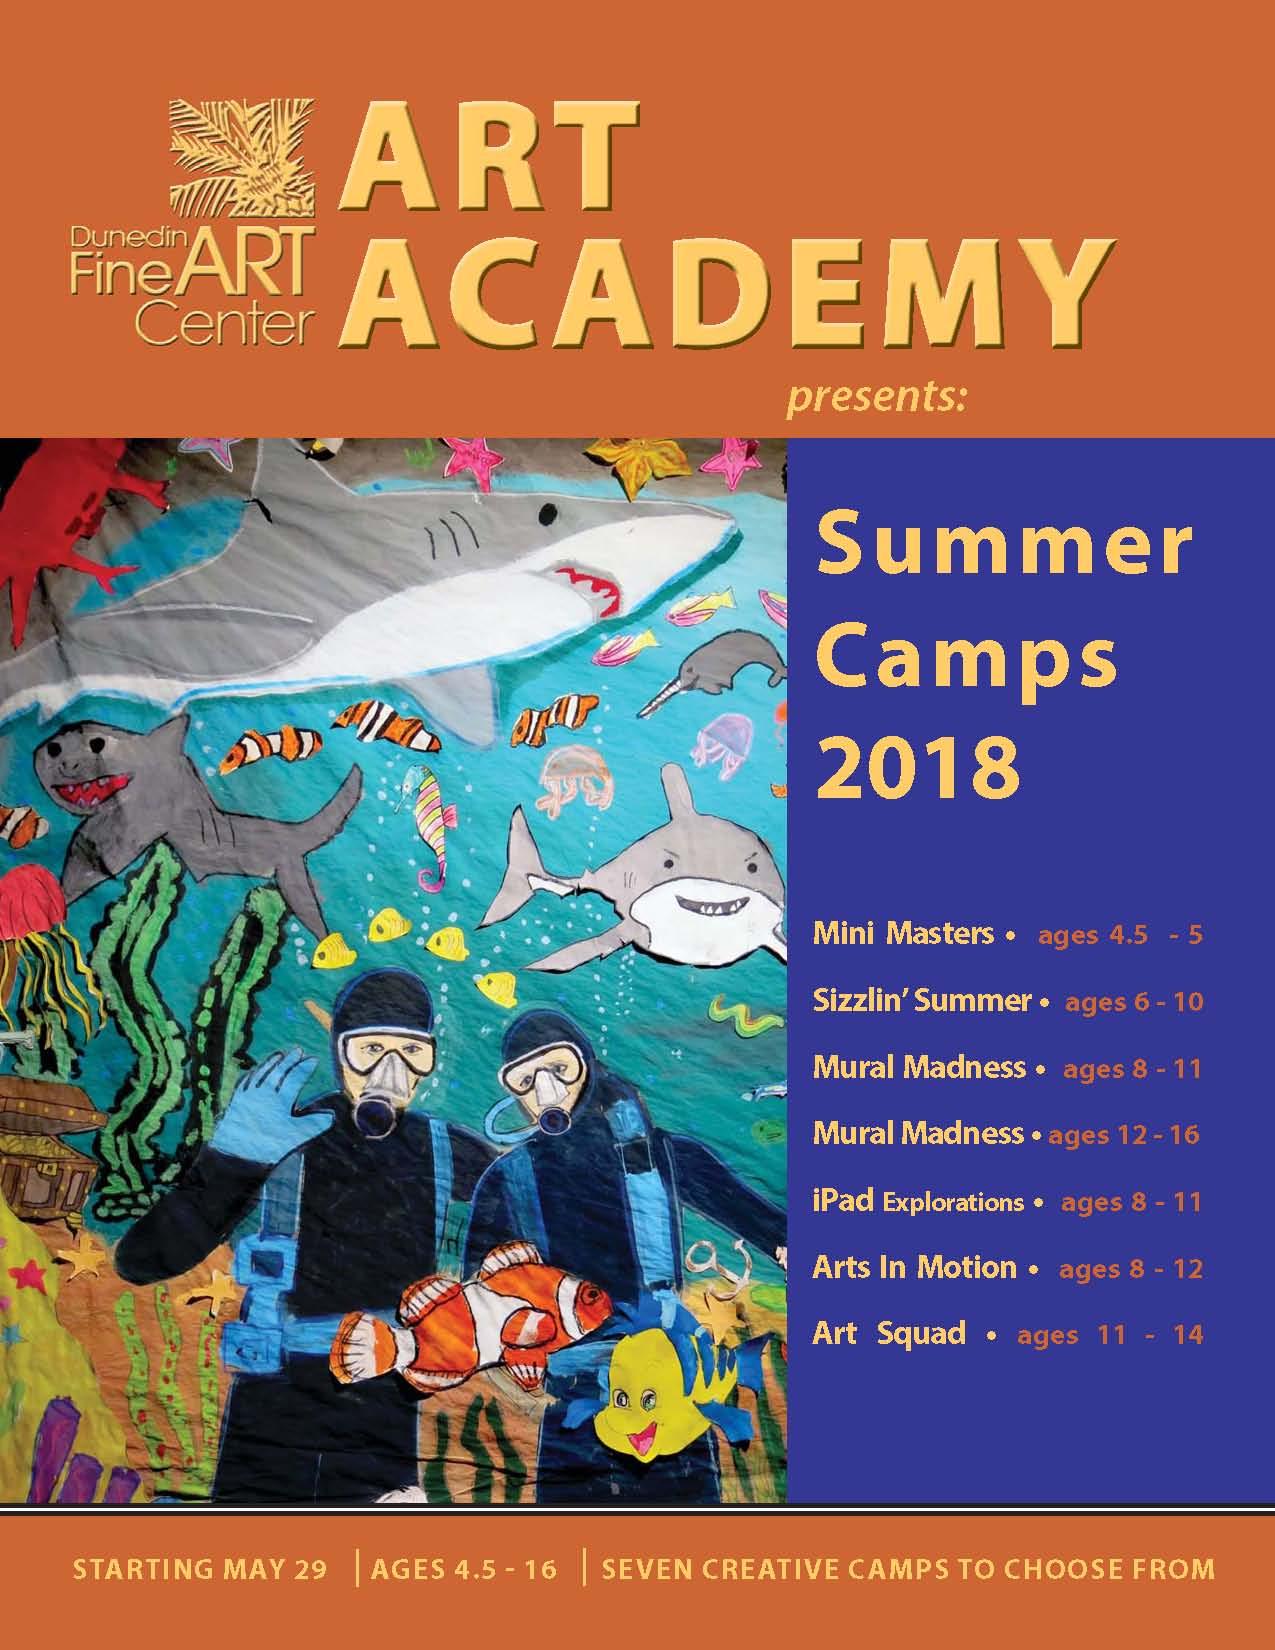 ART
ACADEMY
Dunedin
Fine ART
Center
presents:
Summer
Camps
2018
Mini Masters • ages 4.5 - 5
Sizzlin’ Summer • ages 6 - 10
Mural Madness • ages 8 - 11
Mural Madness • ages 12 - 16
iPad Explorations • ages 8 - 11
Arts In Motion • ages 8 - 12
Art Squad • ages 11 - 14
STARTING MAY 29 | AGES 4.5 - 16 | SEVEN CREATIVE CAMPS TO CHOOSE FROM